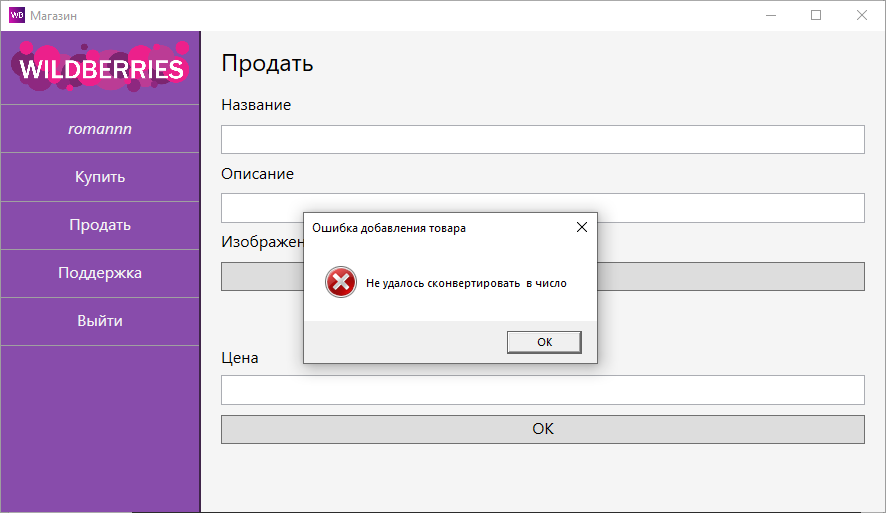 WB Магазин
WILDBERRIES
romannn
Купить
Продать
Поддержка
Выйти
Продать
Название
Описание
Изображен
Цена
OK
Ошибка добавления товара
Не удалось сконвертировать  в число
OK